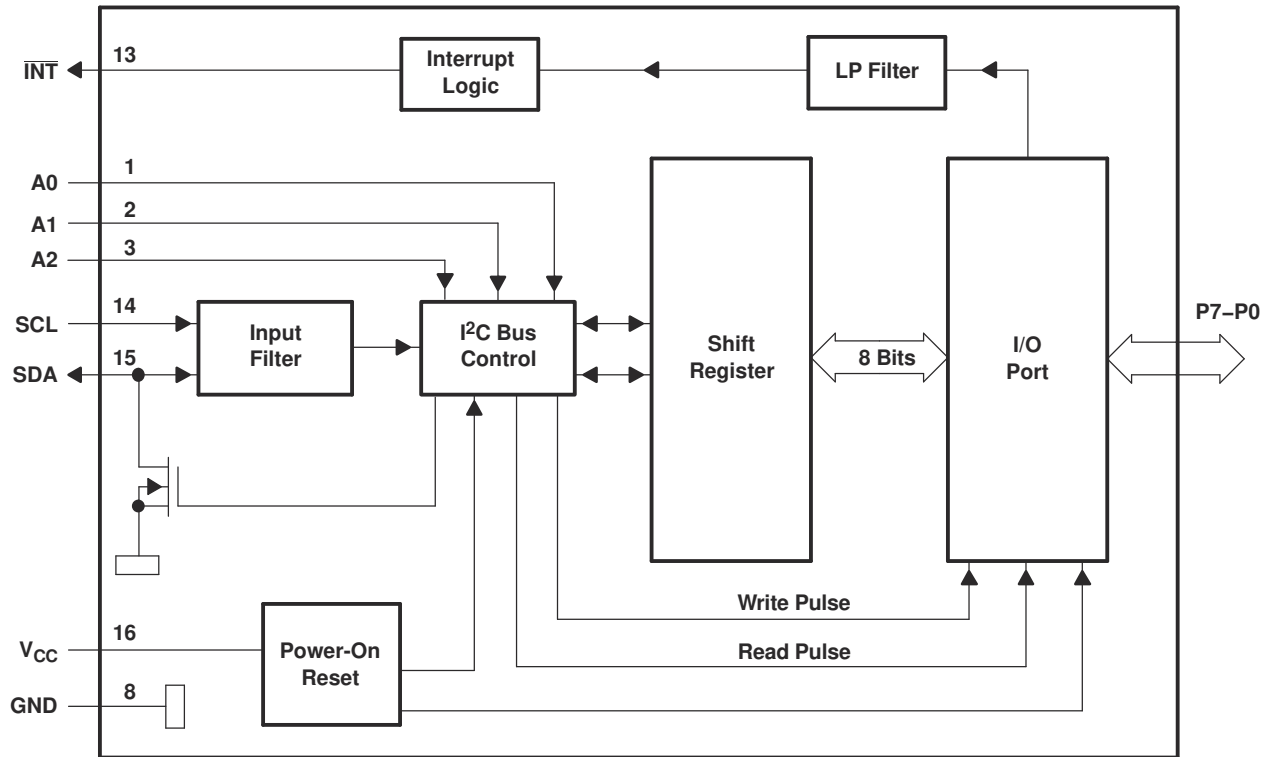 INT
13
Interrupt
Logic
LP Filter
A0
1
A1
2
A2
3
SCL
14
SDA
15
Input
Filter
I²C Bus
Control
Shift
Register
8 Bits
I/O
Port
P7–P0
Write Pulse
Read Pulse
VCC
16
GND
8
Power-On
Reset